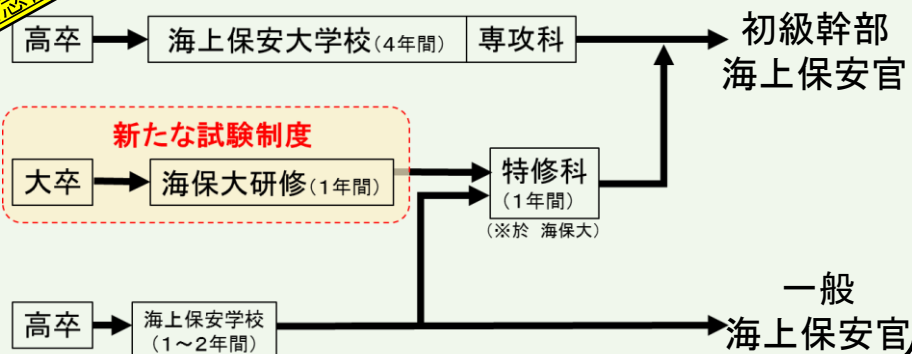 高卒
海上保安大学校(4年間)
専攻科
初級幹部
海上保安官
新たな試験制度
大卒
海保大研修(1年間)
特修科
(1年間)
(※於 海保大)
高卒
海上保安学校
(1～2年間)
一般
海上保安官